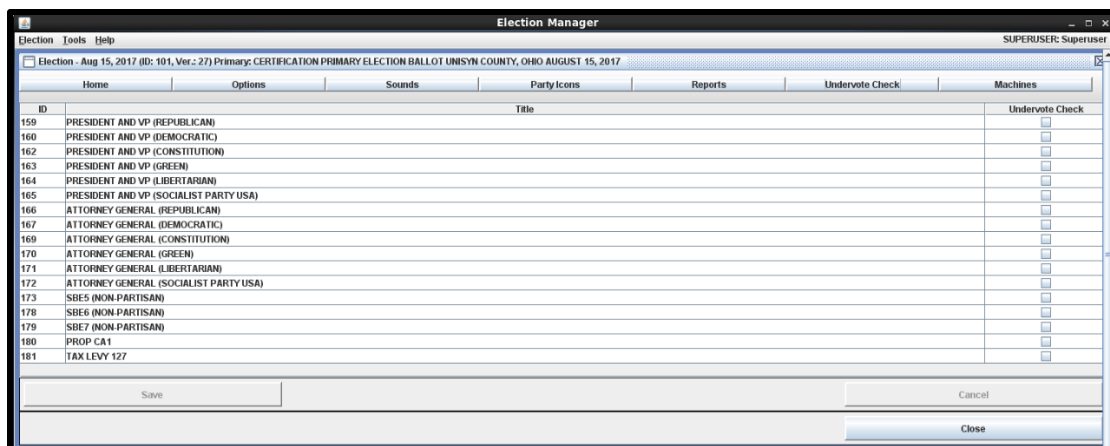 Election Manager
Election Tools Help SUPERUSER: Superuser
Election - Aug 15, 2017 (ID: 101, Ver.: 27) Primary: CERTIFICATION PRIMARY ELECTION BALLOT UNISYN COUNTY, OHIO AUGUST 15, 2017
Home Options Sounds Party Icons Reports Undervote Check Machines
ID Title Undervote Check
159 PRESIDENT AND VP (REPUBLICAN)
160 PRESIDENT AND VP (DEMOCRATIC)
162 PRESIDENT AND VP (CONSTITUTION)
163 PRESIDENT AND VP (GREEN)
164 PRESIDENT AND VP (LIBERTARIAN)
165 PRESIDENT AND VP (SOCIALIST PARTY USA)
166 ATTORNEY GENERAL (REPUBLICAN)
167 ATTORNEY GENERAL (DEMOCRATIC)
169 ATTORNEY GENERAL (CONSTITUTION)
170 ATTORNEY GENERAL (GREEN)
171 ATTORNEY GENERAL (LIBERTARIAN)
172 ATTORNEY GENERAL (SOCIALIST PARTY USA)
173 SBE5 (NON-PARTISAN)
178 SBE6 (NON-PARTISAN)
179 SBE7 (NON-PARTISAN)
180 PROP CA1
181 TAX LEVY 127
Save Cancel
Close